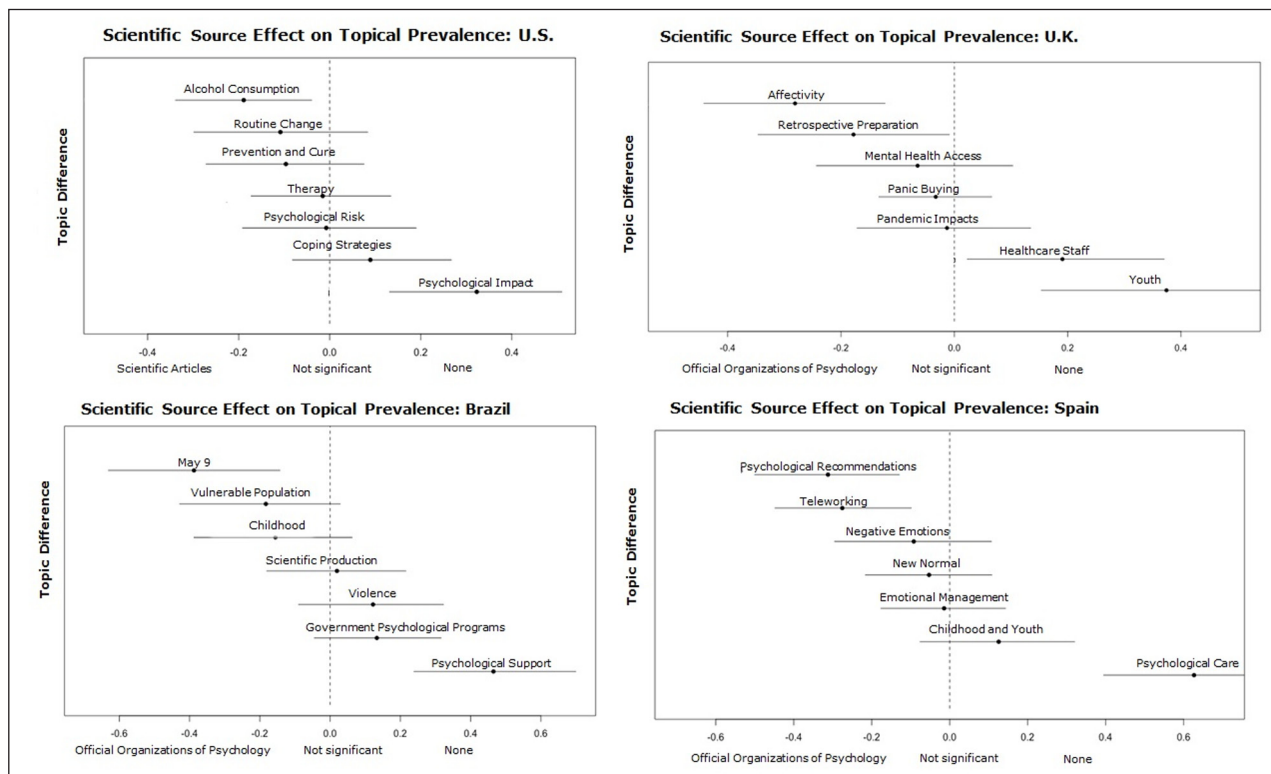 Scientific Source Effect on Topical Prevalence: U.S.
Topic Difference
Alcohol Consumption
Routine Change
Prevention and Cure
Therapy
Psychological Risk
Coping Strategies
Psychological Impact
-0.4 -0.2 0.0 0.2 0.4
Scientific Articles Not significant None
Scientific Source Effect on Topical Prevalence: U.K.
Topic Difference
Affectivity
Retrospective Preparation
Mental Health Access
Panic Buying
Pandemic Impacts
Healthcare Staff
Youth
-0.4 -0.2 0.0 0.2 0.4
Official Organizations of Psychology Not significant None
Scientific Source Effect on Topical Prevalence: Brazil
Topic Difference
May 9
Vulnerable Population
Childhood
Scientific Production
Violence
Government Psychological Programs
Psychological Support
-0.6 -0.4 -0.2 0.0 0.2 0.4 0.6
Official Organizations of Psychology Not significant None
Scientific Source Effect on Topical Prevalence: Spain
Topic Difference
Psychological Recommendations
Teleworking
Negative Emotions
New Normal
Emotional Management
Childhood and Youth
Psychological Care
-0.6 -0.4 -0.2 0.0 0.2 0.4 0.6
Official Organizations of Psychology Not significant None